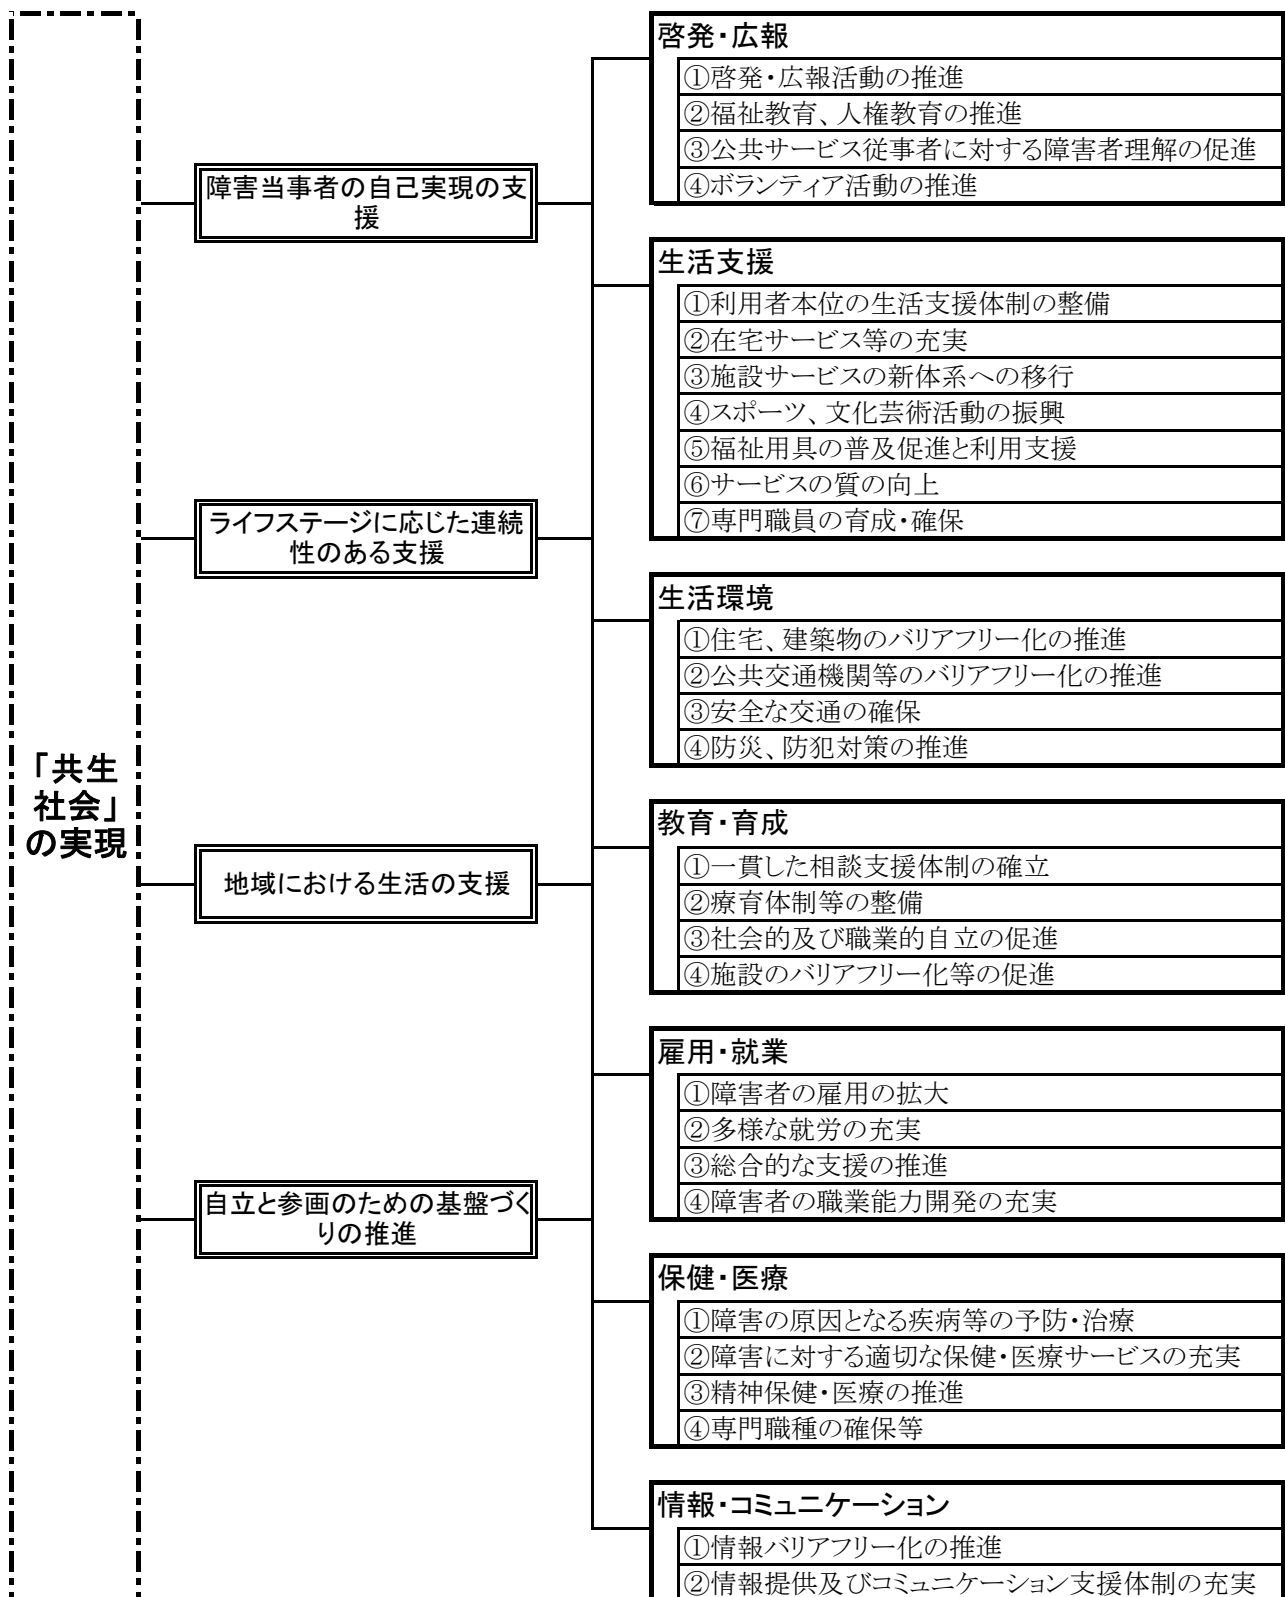 「共生
社会」
の実現
障害当事者の自己実現の支
援
ライフステージに応じた連続
性のある支援
地域における生活の支援
自立と参画のための基盤づく
りの推進
啓発・広報
①啓発・広報活動の推進
②福祉教育、人権教育の推進
③公共サービス従事者に対する障害者理解の促進
④ボランティア活動の推進
生活支援
①利用者本位の生活支援体制の整備
②在宅サービス等の充実
③施設サービスの新体系への移行
④スポーツ、文化芸術活動の振興
⑤福祉用具の普及促進と利用支援
⑥サービスの質の向上
⑦専門職員の育成・確保
生活環境
①住宅、建築物のバリアフリー化の推進
②公共交通機関等のバリアフリー化の推進
③安全な交通の確保
④防災、防犯対策の推進
教育・育成
①一貫した相談支援体制の確立
②療育体制等の整備
③社会的及び職業的自立の促進
④施設のバリアフリー化等の促進
雇用・就業
①障害者の雇用の拡大
②多様な就労の充実
③総合的な支援の推進
④障害者の職業能力開発の充実
保健・医療
①障害の原因となる疾病等の予防・治療
②障害に対する適切な保健・医療サービスの充実
③精神保健・医療の推進
④専門職種の確保等
情報・コミュニケーション
①情報バリアフリー化の推進
②情報提供及びコミュニケーション支援体制の充実